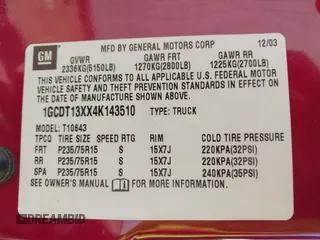 GM
MFD BY GENERAL MOTORS CORP 12/03
GVWR GAWR FRT GAWR RR
2336KG(5150LB) 1270KG(2800LB) 1225KG(2700LB)
THIS VEHICLE CONFORMS TO ALL APPLICABLE U.S. FEDERAL MOTOR
VEHICLE SAFETY AND THEFT PREVENTION STANDARDS IN EFFECT ON THE
DATE OF MANUFACTURE SHOWN ABOVE.
1GCDT13XX4K143510 TYPE: TRUCK
MODEL: T10643
TPCQ TIRE SIZE SPEED RTG RIM COLD TIRE PRESSURE
FRT P235/75R15 S 15X7J 220KPA(32PSI)
RR P235/75R15 S 15X7J 220KPA(32PSI)
SPA P235/75R15 S 15X7J 240KPA(35PSI)
SEE OWNER'S MANUAL FOR ADDITIONAL INFORMATION.
DREAMBID